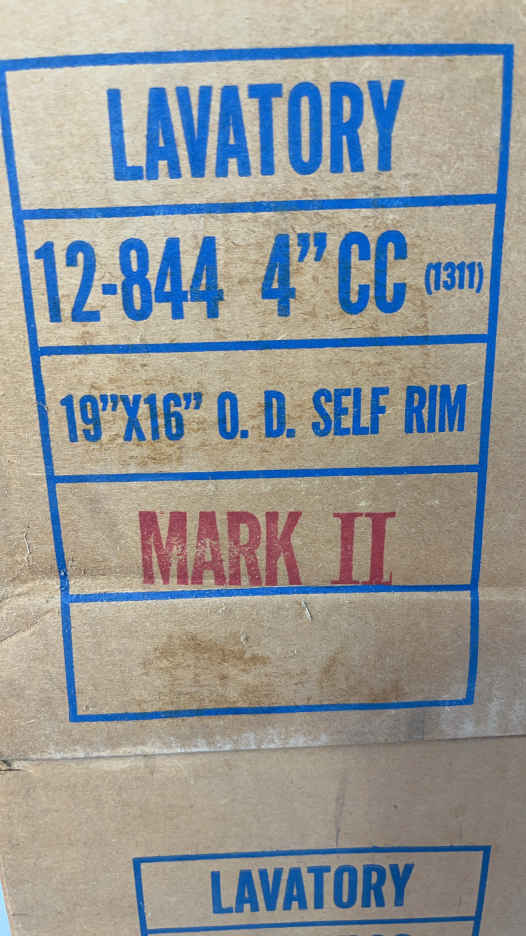 LAVATORY
12-844 4" CC (1311)
19"X16" O. D. SELF RIM
MARK II
LAVATORY